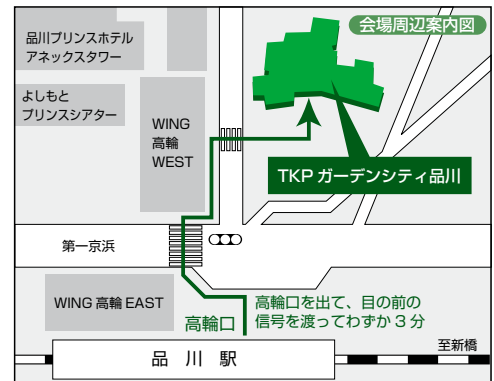 会場周辺案内図
品川プリンスホテル
アネックスタワー
よしもと
プリンスシアター
WING
高輪
WEST
TKP ガーデンシティ品川
第一京浜
WING 高輪 EAST
高輪口
高輪口を出て、目の前の
信号を渡ってわずか 3 分
至新橋
品川駅